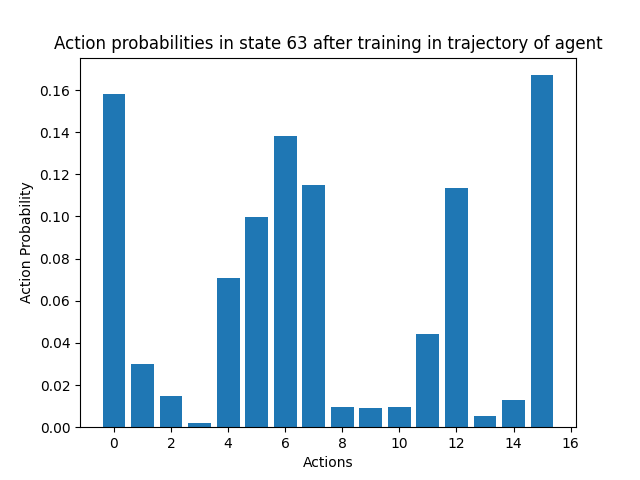 Action probabilities in state 63 after training in trajectory of agent
0.16
0.14
0.12
0.10
0.08
0.06
0.04
0.02
0.00
Action Probability
0 2 4 6 8 10 12 14 16
Actions